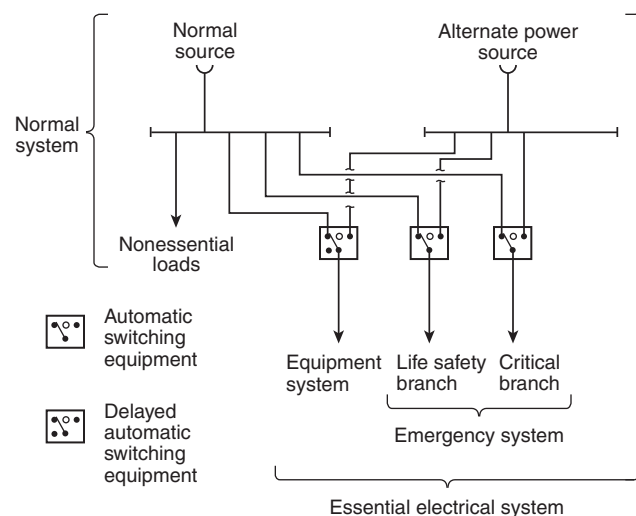 Normal
source
Alternate power
source
Normal
system
Nonessential
loads
Automatic
switching
equipment
Delayed
automatic
switching
equipment
Equipment
system
Life safety
branch
Critical
branch
Emergency system
Essential electrical system